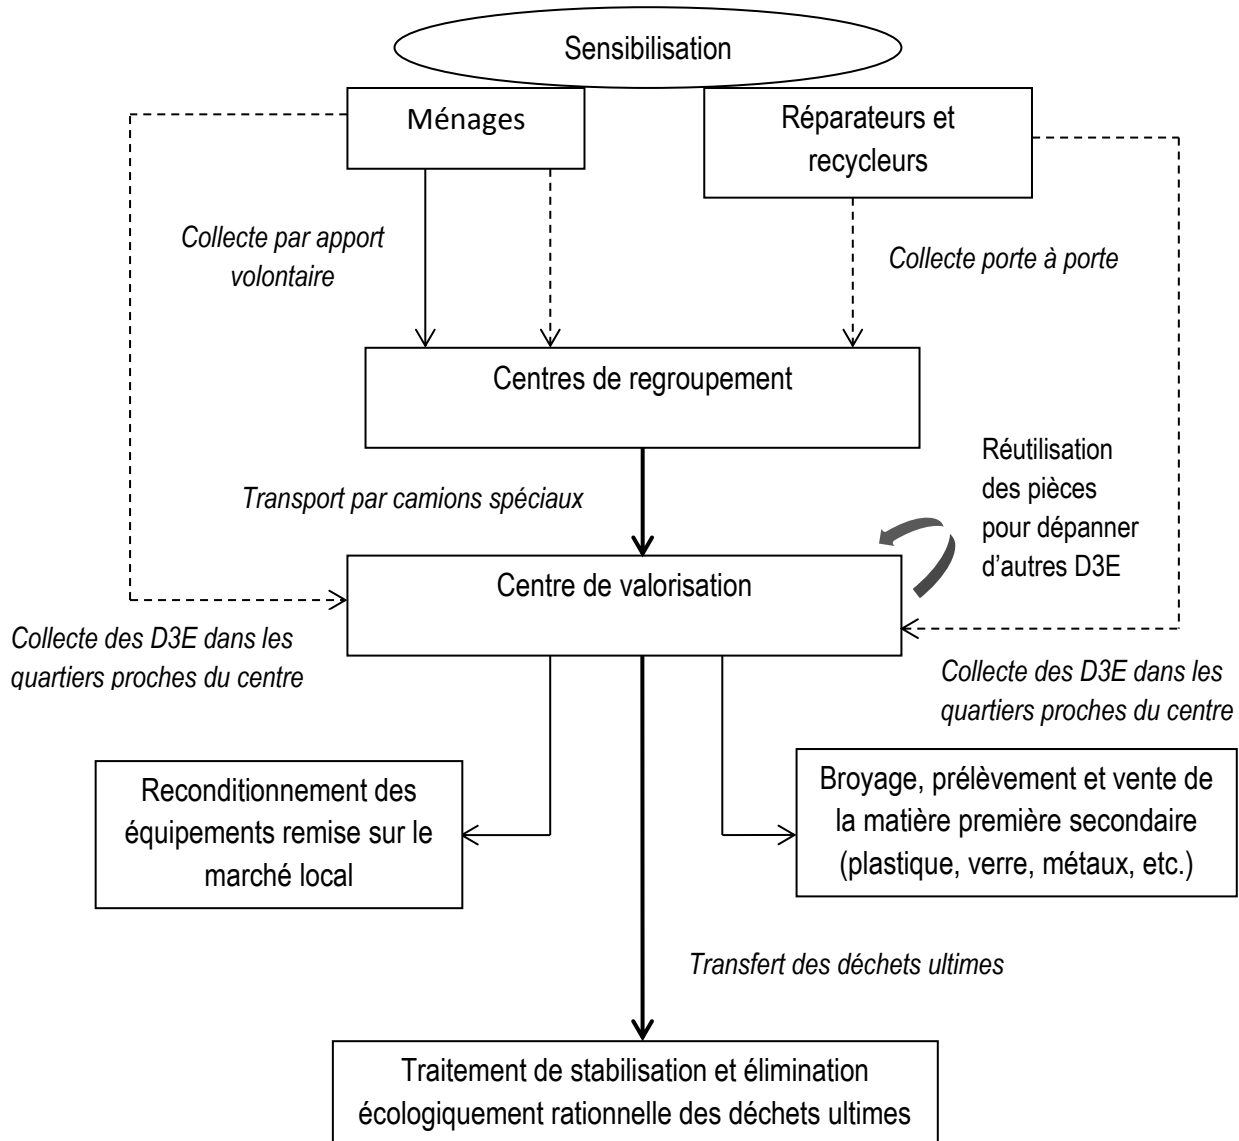 Sensibilisation
Ménages
Réparateurs et
recycleurs
Collecte par apport
volontaire
Collecte porte à porte
Centres de regroupement
Réutilisation
des pièces
pour dépanner
d'autres D3E
Transport par camions spéciaux
Centre de valorisation
Collecte des D3E dans les
quartiers proches du centre
Collecte des D3E dans les
quartiers proches du centre
Reconditionnement des
équipements remise sur le
marché local
Broyage, prélèvement et vente de
la matière première secondaire
(plastique, verre, métaux, etc.)
Transfert des déchets ultimes
Traitement de stabilisation et élimination
écologiquement rationnelle des déchets ultimes